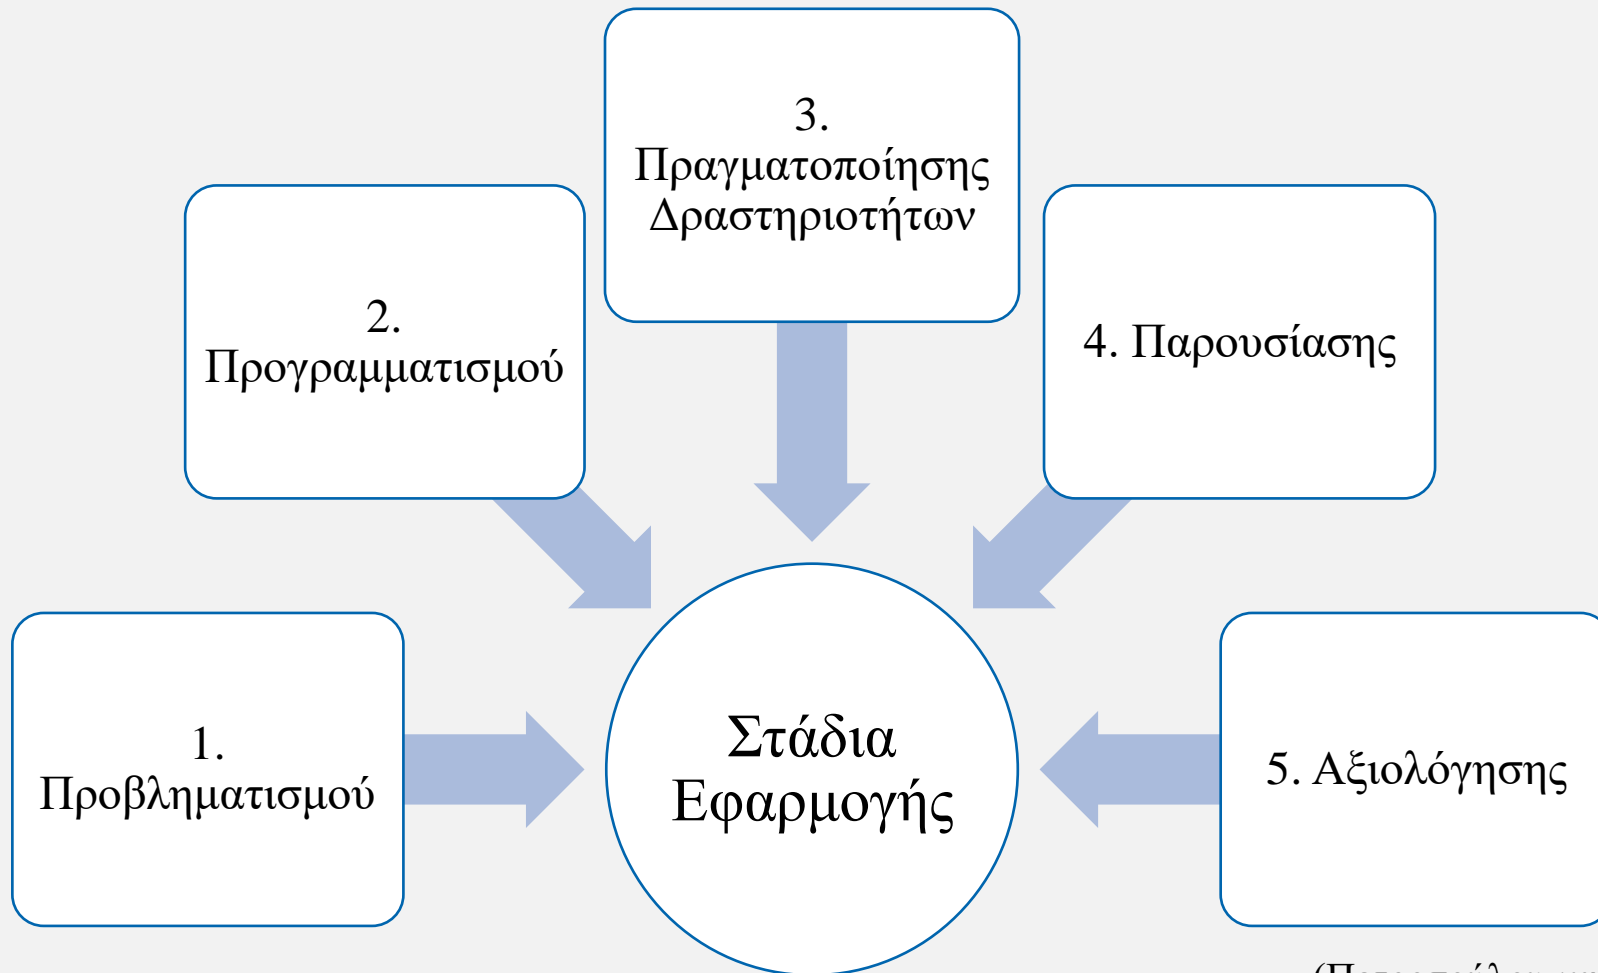 1.
Προβληματισμού
2.
Προγραμματισμού
3.
Πραγματοποίησης
Δραστηριοτήτων
4. Παρουσίασης
5. Αξιολόγησης
Στάδια
Εφαρμογής